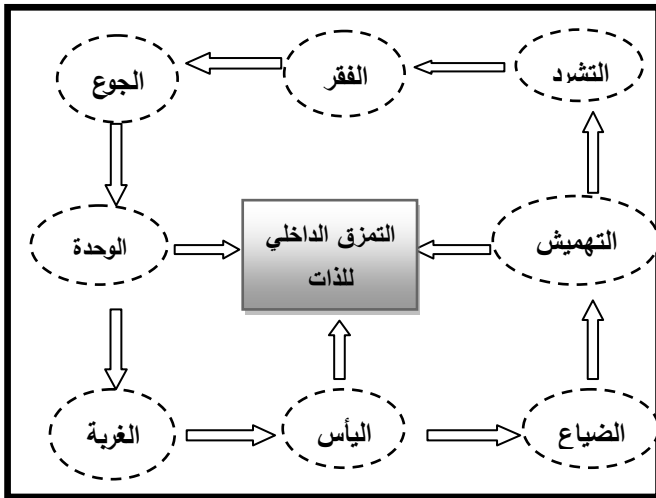 التشرد
الفقر
الجوع
التهميش
التمزق الداخلي
للذات
الوحدة
الضياع
اليأس
الغربة